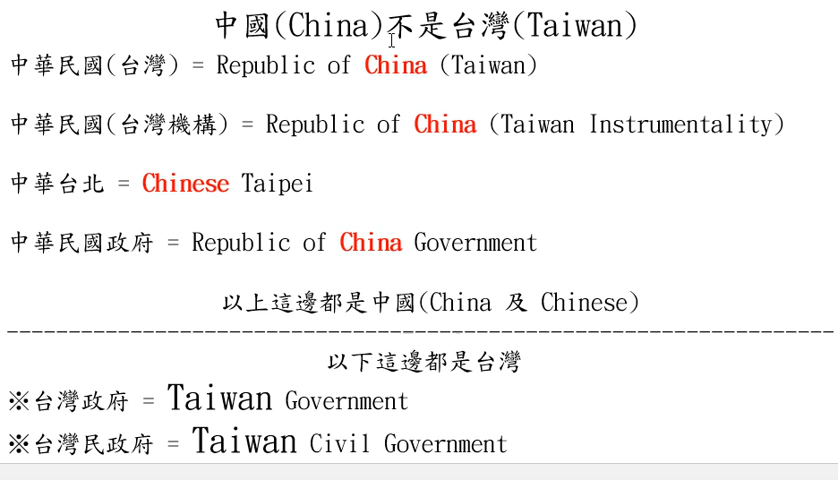 中國(China)不是台灣(Taiwan)
中華民國(台灣) = Republic of China (Taiwan)
中華民國(台灣機構) = Republic of China (Taiwan Instrumentality)
中華台北 = Chinese Taipei
中華民國政府 = Republic of China Government
以上這邊都是中國(China 及 Chinese)
--------------------------------------------------------------------
以下這邊都是台灣
※台灣政府 = Taiwan Government
※台灣民政府 = Taiwan Civil Government